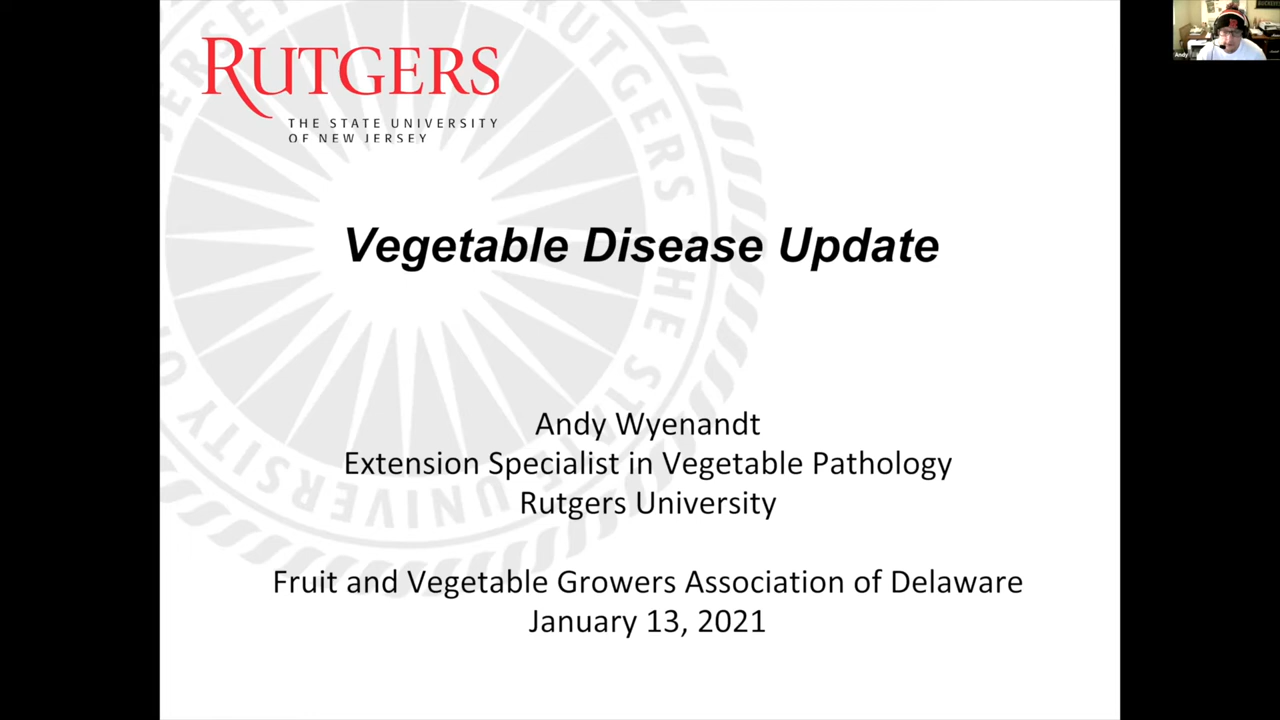 RUTGERS
THE STATE UNIVERSITY
OF NEW JERSEY
Vegetable Disease Update
Andy Wyenandt
Extension Specialist in Vegetable Pathology
Rutgers University
Fruit and Vegetable Growers Association of Delaware
January 13, 2021
Andy